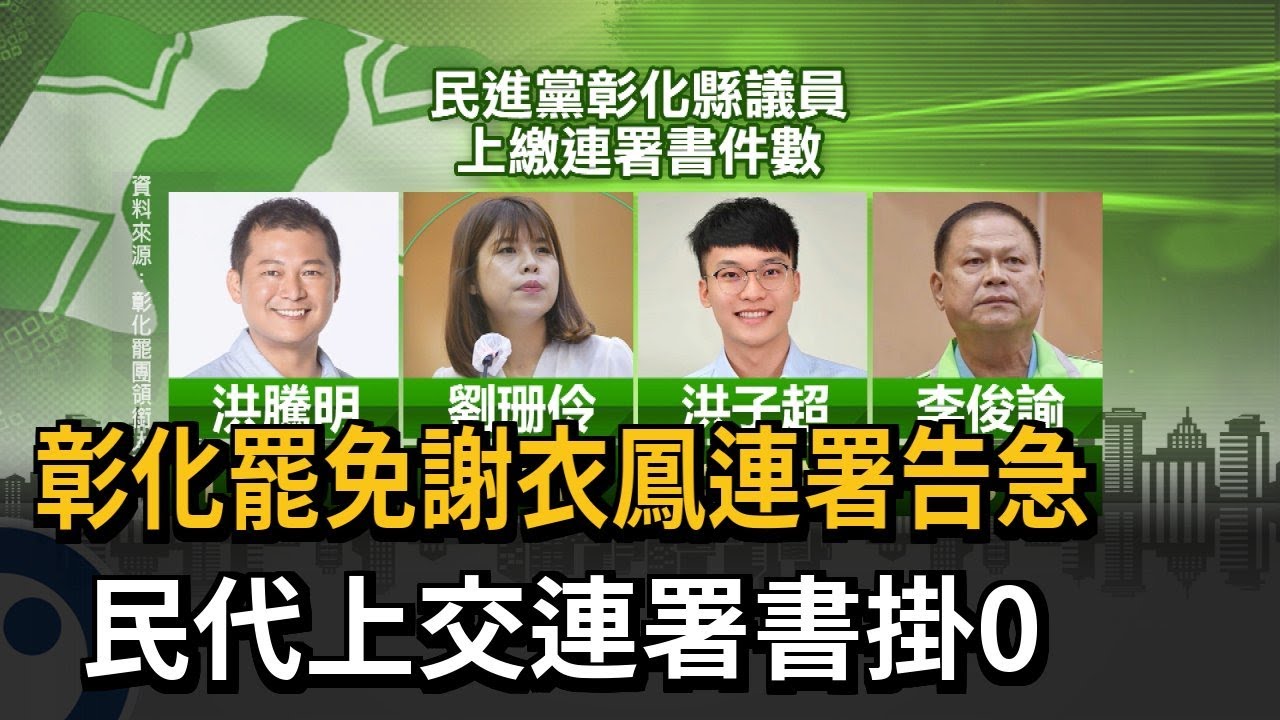 民進黨彰化縣議員
上繳連署書件數
資料來源：彰化罷團領銜
洪騰明
劉珊伶
洪子超
李俊諭
彰化罷免謝衣鳳連署告急
民代上交連署書掛0